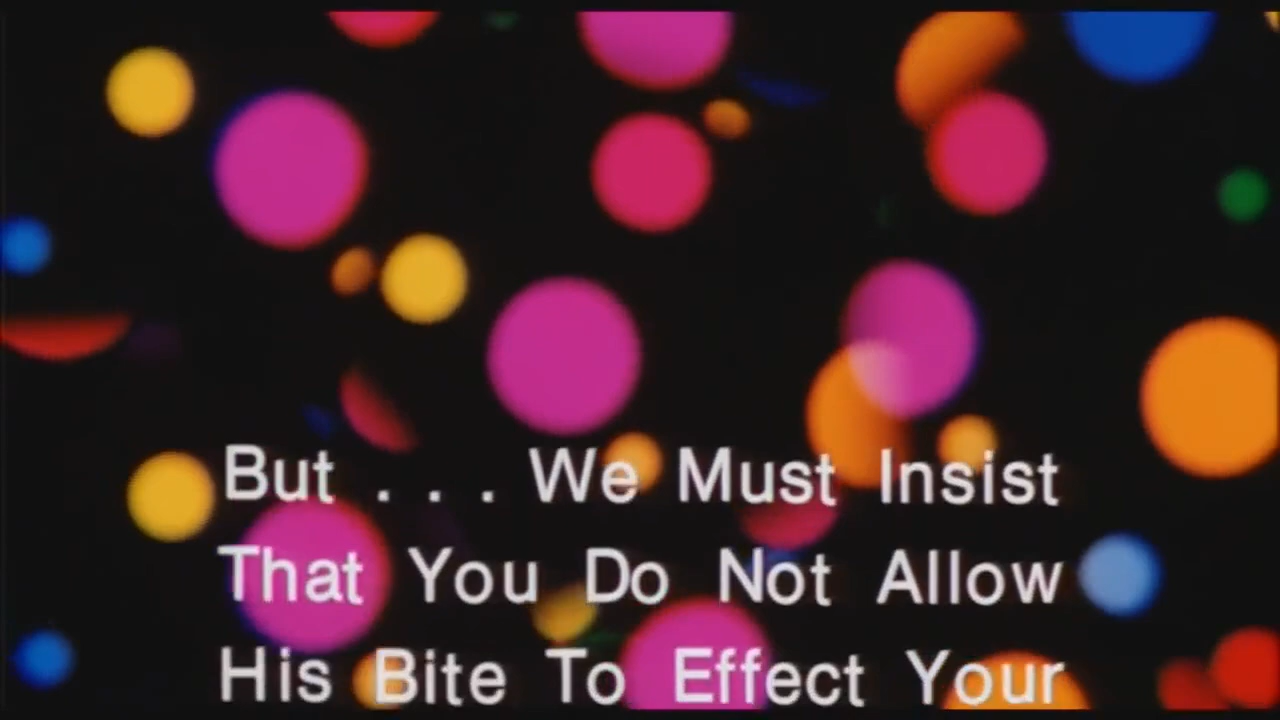 But . . . We Must Insist
That You Do Not Allow
His Bite To Effect Your